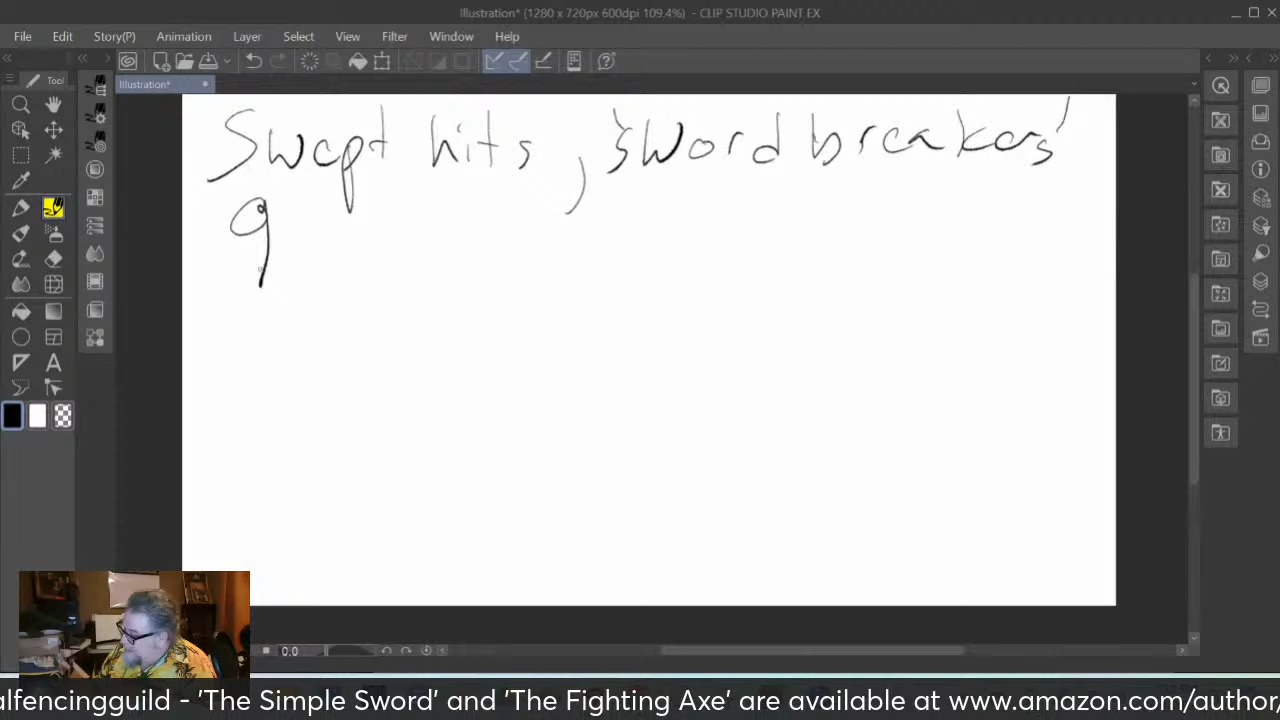 Illustration* (1280 x 720px 600dpi 109.4%) - CLIP STUDIO PAINT EX
File Edit Story(P) Animation Layer Select View Filter Window Help
Tool
Illustration*
Swept hits, 'sword breakers'
9
0.0
alfencingguild - 'The Simple Sword' and 'The Fighting Axe' are available at www.amazon.com/author/